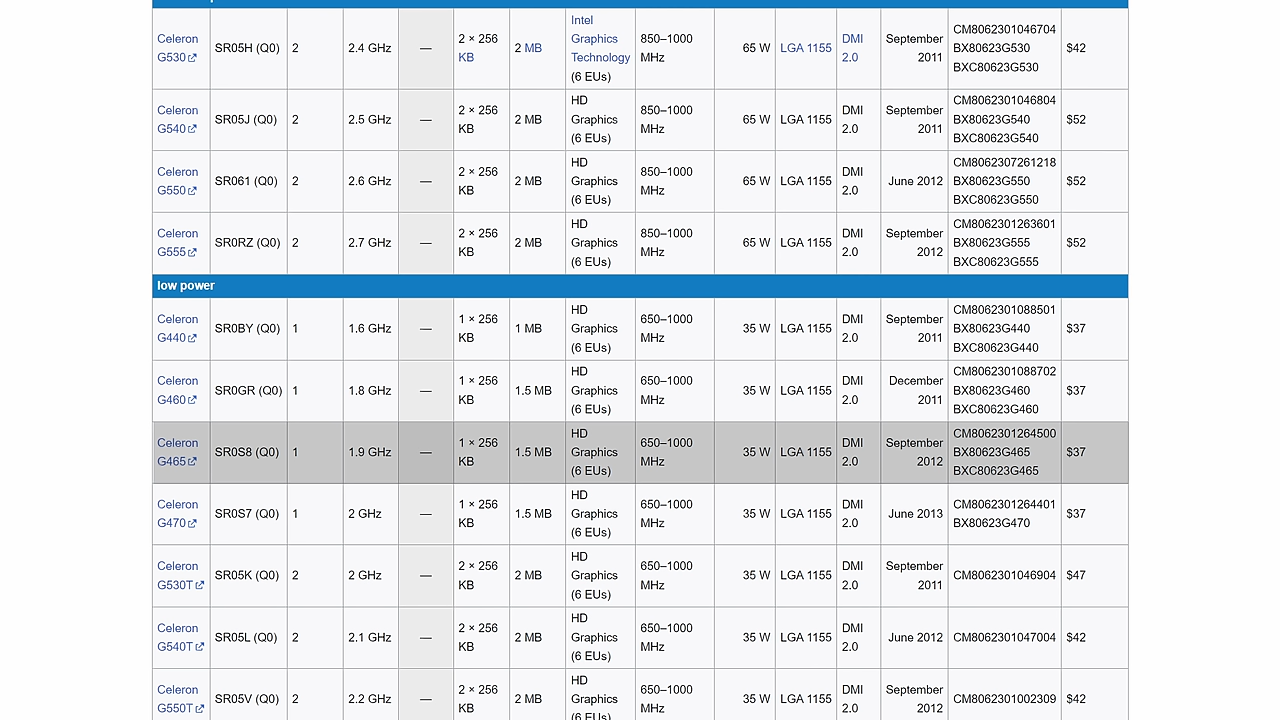 Celeron G530 SR05H (Q0) 2 2.4 GHz — 2 × 256 KB 2 MB Intel Graphics Technology (6 EUs) 850–1000 MHz 65 W LGA 1155 DMI 2.0 September 2011 CM8062301046704 BX80623G530 BXC80623G530 $42
Celeron G540 SR05J (Q0) 2 2.5 GHz — 2 × 256 KB 2 MB HD Graphics (6 EUs) 850–1000 MHz 65 W LGA 1155 DMI 2.0 September 2011 CM8062301046804 BX80623G540 BXC80623G540 $52
Celeron G550 SR061 (Q0) 2 2.6 GHz — 2 × 256 KB 2 MB HD Graphics (6 EUs) 850–1000 MHz 65 W LGA 1155 DMI 2.0 June 2012 CM8062307261218 BX80623G550 BXC80623G550 $52
Celeron G555 SR0RZ (Q0) 2 2.7 GHz — 2 × 256 KB 2 MB HD Graphics (6 EUs) 850–1000 MHz 65 W LGA 1155 DMI 2.0 September 2012 CM8062301263601 BX80623G555 BXC80623G555 $52
low power
Celeron G440 SR0BY (Q0) 1 1.6 GHz — 1 × 256 KB 1 MB HD Graphics (6 EUs) 650–1000 MHz 35 W LGA 1155 DMI 2.0 September 2011 CM8062301088501 BX80623G440 BXC80623G440 $37
Celeron G460 SR0GR (Q0) 1 1.8 GHz — 1 × 256 KB 1.5 MB HD Graphics (6 EUs) 650–1000 MHz 35 W LGA 1155 DMI 2.0 December 2011 CM8062301088702 BX80623G460 BXC80623G460 $37
Celeron G465 SR0S8 (Q0) 1 1.9 GHz — 1 × 256 KB 1.5 MB HD Graphics (6 EUs) 650–1000 MHz 35 W LGA 1155 DMI 2.0 September 2012 CM8062301264500 BX80623G465 BXC80623G465 $37
Celeron G470 SR0S7 (Q0) 1 2 GHz — 1 × 256 KB 1.5 MB HD Graphics (6 EUs) 650–1000 MHz 35 W LGA 1155 DMI 2.0 June 2013 CM8062301264401 BX80623G470 $37
Celeron G530T SR05K (Q0) 2 2 GHz — 2 × 256 KB 2 MB HD Graphics (6 EUs) 650–1000 MHz 35 W LGA 1155 DMI 2.0 September 2011 CM8062301046904 $47
Celeron G540T SR05L (Q0) 2 2.1 GHz — 2 × 256 KB 2 MB HD Graphics (6 EUs) 650–1000 MHz 35 W LGA 1155 DMI 2.0 June 2012 CM8062301047004 $42
Celeron G550T SR05V (Q0) 2 2.2 GHz — 2 × 256 KB 2 MB HD Graphics (6 EUs) 650–1000 MHz 35 W LGA 1155 DMI 2.0 September 2012 CM8062301002309 $42